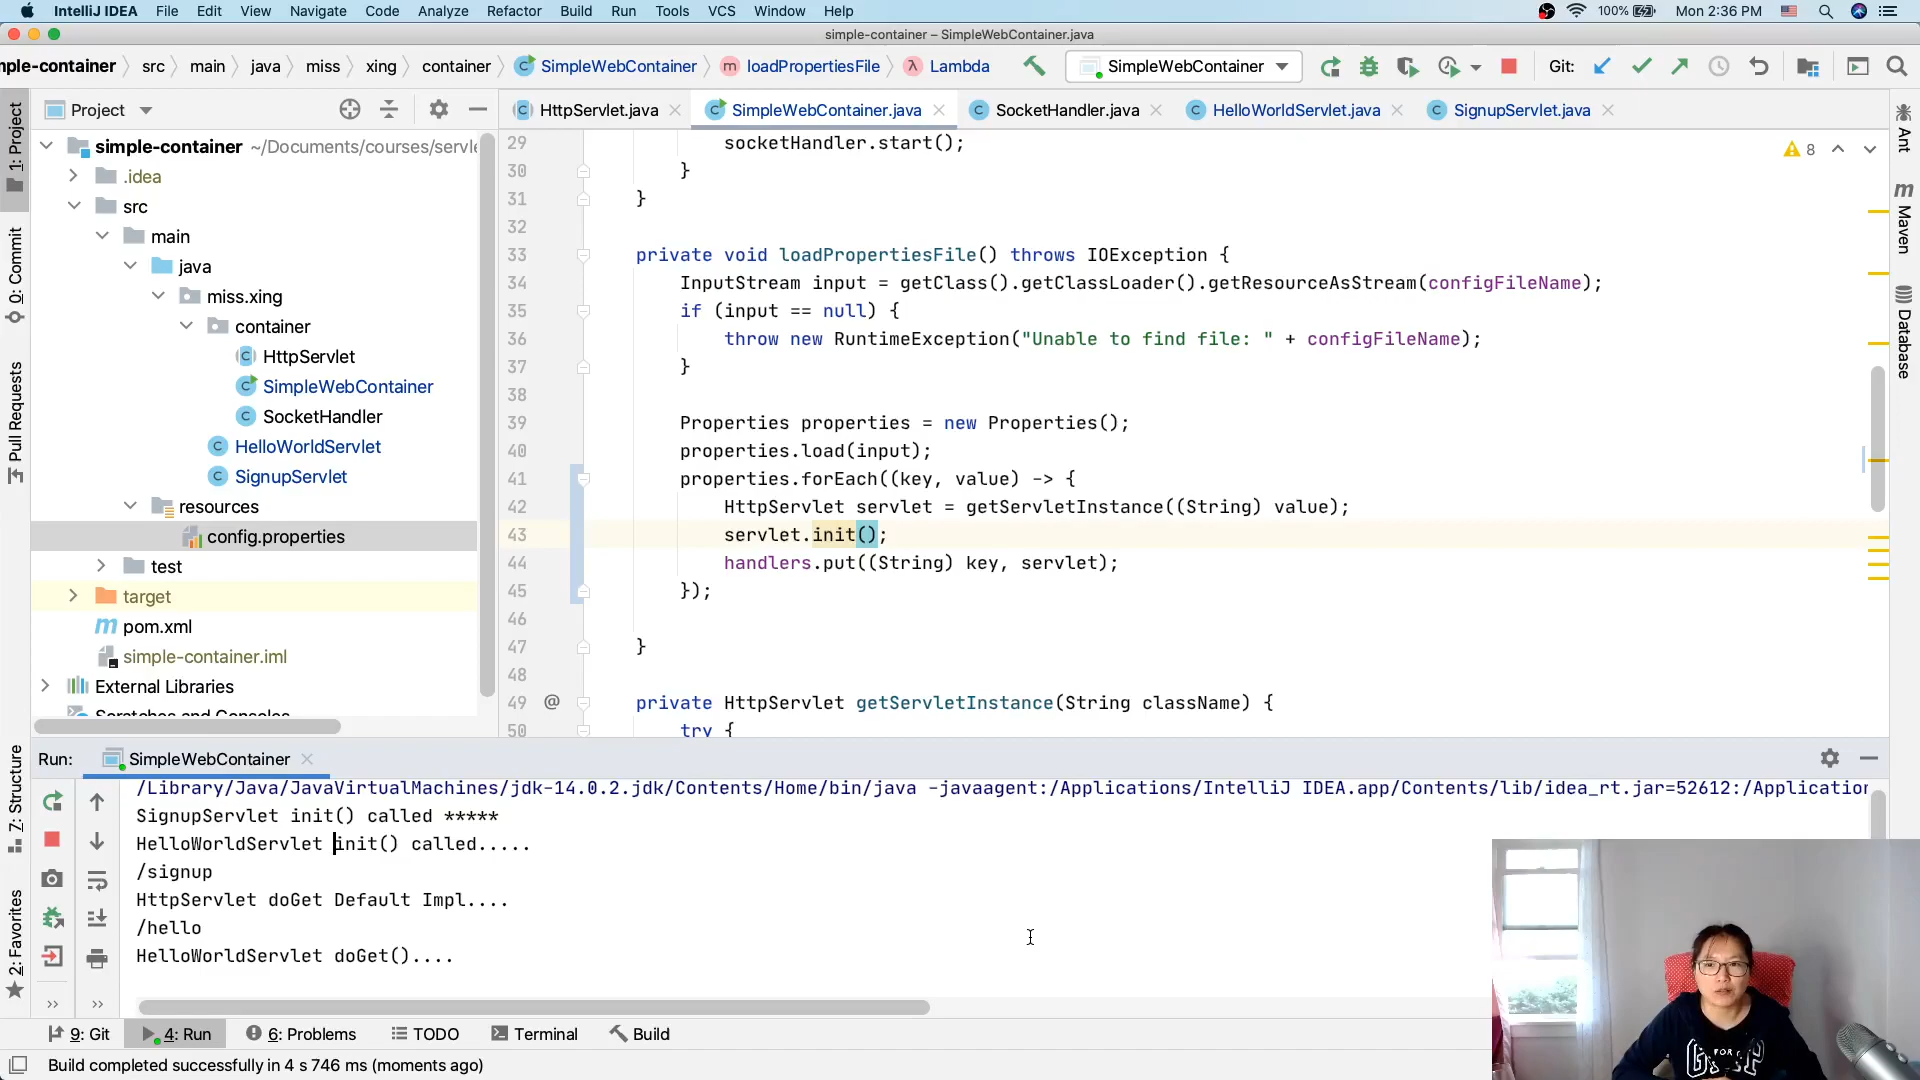 IntelliJ IDEA File Edit View Navigate Code Analyze Refactor Build Run Tools VCS Window Help 100% Mon 2:36 PM
simple-container – SimpleWebContainer.java
mple-container src main java miss xing container SimpleWebContainer loadPropertiesFile Lambda SimpleWebContainer Git:
Project HttpServlet.java SimpleWebContainer.java SocketHandler.java HelloWorldServlet.java SignupServlet.java
1: Project
0: Commit
Pull Requests
7: Structure
2: Favorites
simple-container ~/Documents/courses/servle
.idea
src
main
java
miss.xing
container
HttpServlet
SimpleWebContainer
SocketHandler
HelloWorldServlet
SignupServlet
resources
config.properties
test
target
pom.xml
simple-container.iml
External Libraries
Scratches and Consoles
8
29 socketHandler.start();
30 }
31 }
32
33 private void loadPropertiesFile() throws IOException {
34 InputStream input = getClass().getClassLoader().getResourceAsStream(configFileName);
35 if (input == null) {
36 throw new RuntimeException("Unable to find file: " + configFileName);
37 }
38
39 Properties properties = new Properties();
40 properties.load(input);
41 properties.forEach((key, value) -> {
42 HttpServlet servlet = getServletInstance((String) value);
43 servlet.init();
44 handlers.put((String) key, servlet);
45 });
46
47 }
48
49 @ private HttpServlet getServletInstance(String className) {
50 try {
Ant
Maven
Database
Run: SimpleWebContainer
/Library/Java/JavaVirtualMachines/jdk-14.0.2.jdk/Contents/Home/bin/java -javaagent:/Applications/IntelliJ IDEA.app/Contents/lib/idea_rt.jar=52612:/Application
SignupServlet init() called *****
HelloWorldServlet init() called.....
/signup
HttpServlet doGet Default Impl....
/hello
HelloWorldServlet doGet()....
9: Git 4: Run 6: Problems TODO Terminal Build
Build completed successfully in 4 s 746 ms (moments ago)